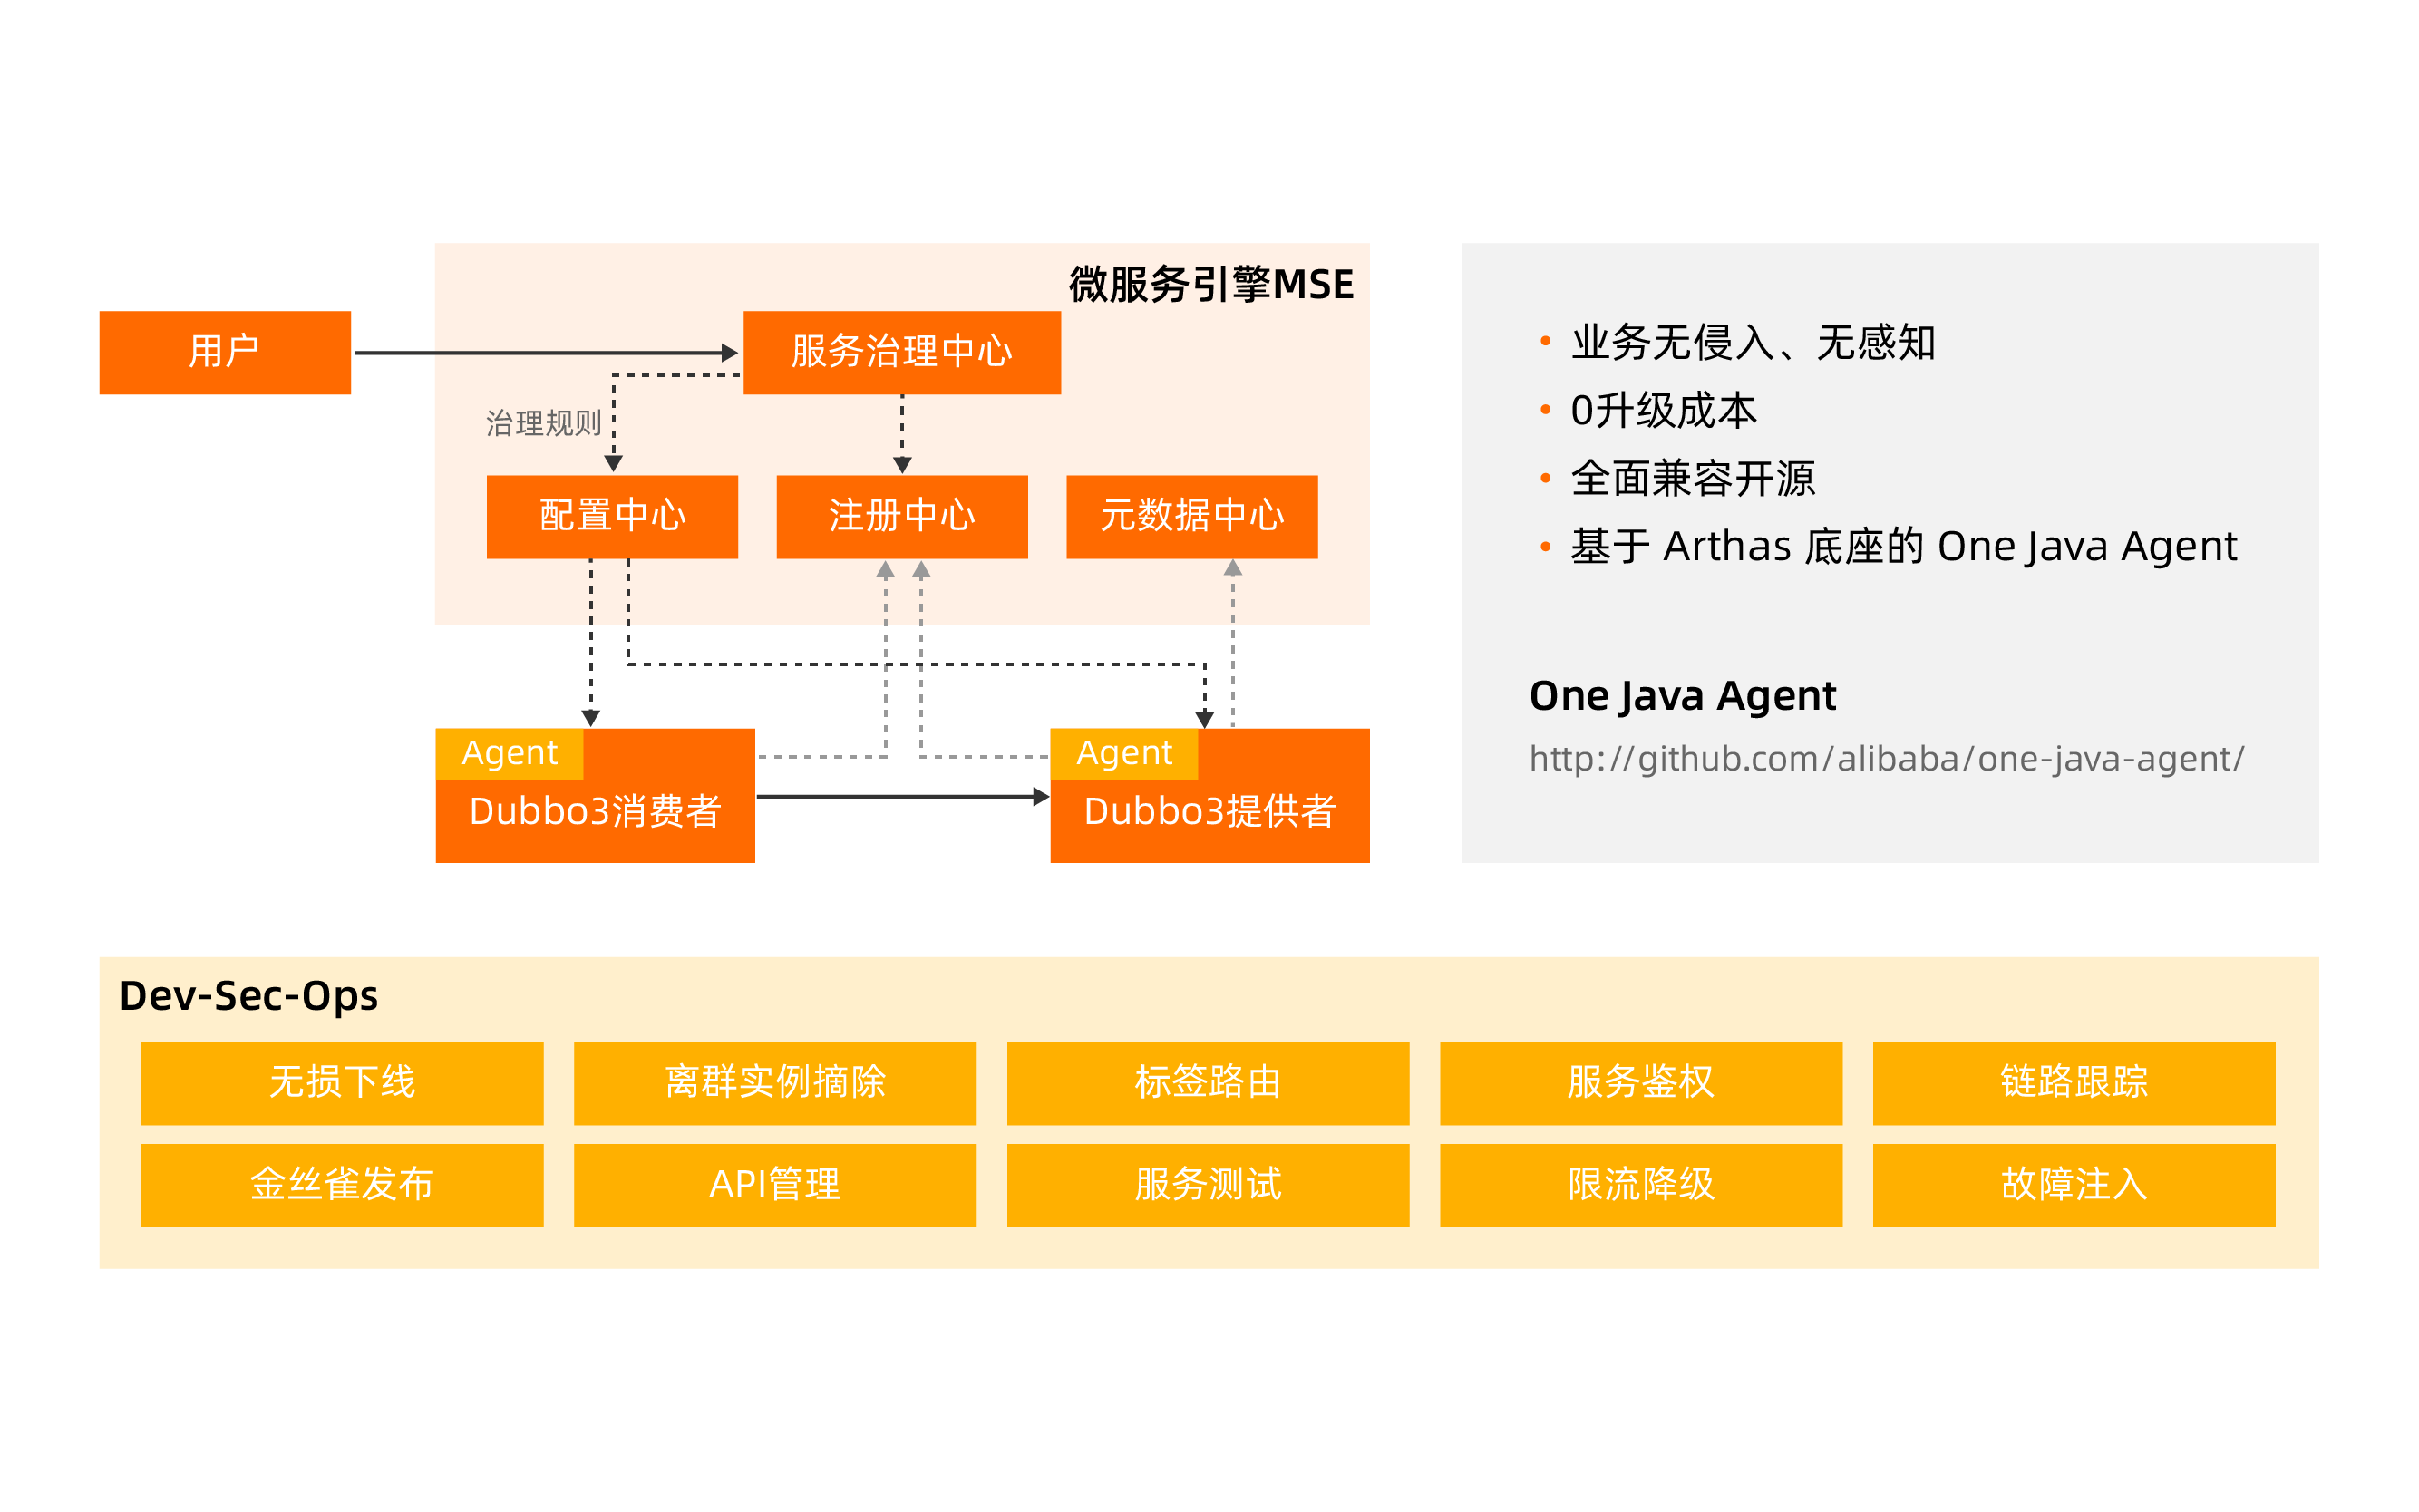 微服务引擎MSE
用户
服务治理中心
治理规则
配置中心
注册中心
元数据中心
Agent
Dubbo3消费者
Agent
Dubbo3提供者
• 业务无侵入、无感知
• 0升级成本
• 全面兼容开源
• 基于 Arthas 底座的 One Java Agent
One Java Agent
http://github.com/alibaba/one-java-agent/
Dev-Sec-Ops
无损下线
离群实例摘除
标签路由
服务鉴权
链路跟踪
金丝雀发布
API管理
服务测试
限流降级
故障注入